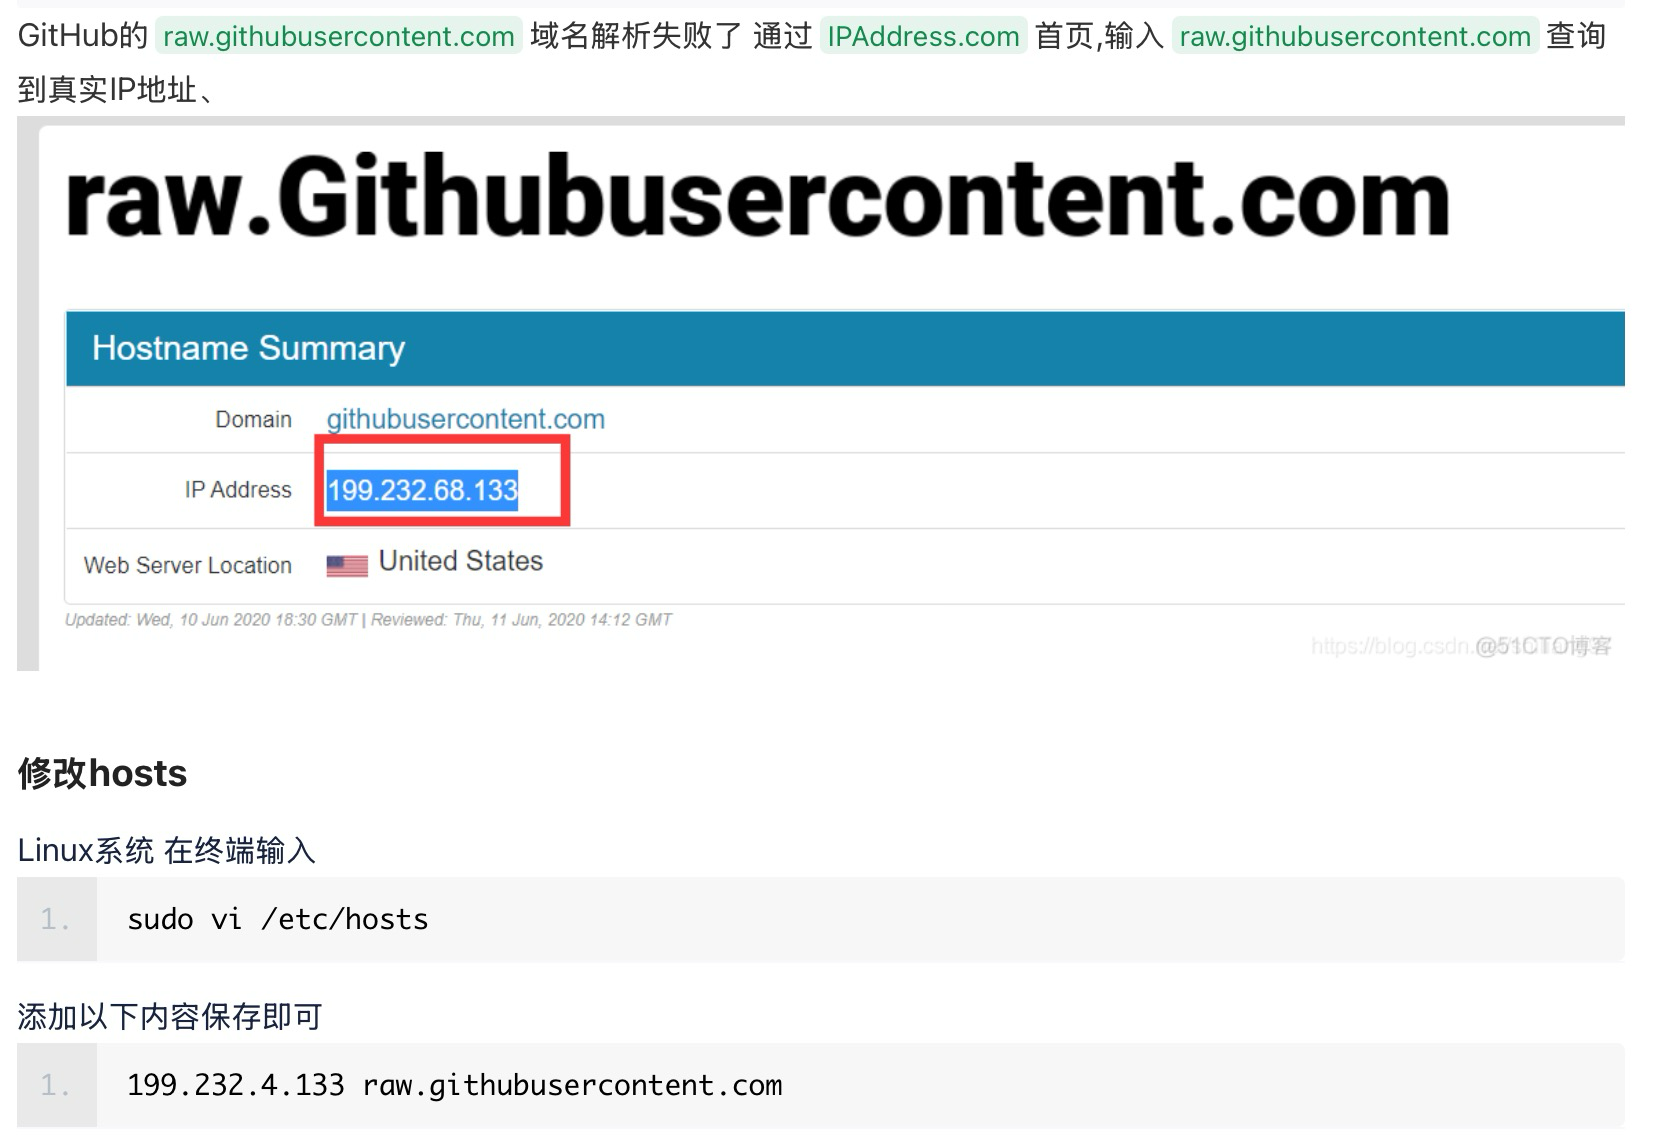 GitHub的 raw.githubusercontent.com 域名解析失败了 通过 IPAddress.com 首页,输入 raw.githubusercontent.com 查询
到真实IP地址、
raw.Githubusercontent.com
Hostname Summary
Domain githubusercontent.com
IP Address 199.232.68.133
Web Server Location United States
Updated: Wed, 10 Jun 2020 18:30 GMT | Reviewed: Thu, 11 Jun, 2020 14:12 GMT
https://blog.csdn. @51CTO博客
修改hosts
Linux系统 在终端输入
1. sudo vi /etc/hosts
添加以下内容保存即可
1. 199.232.4.133 raw.githubusercontent.com